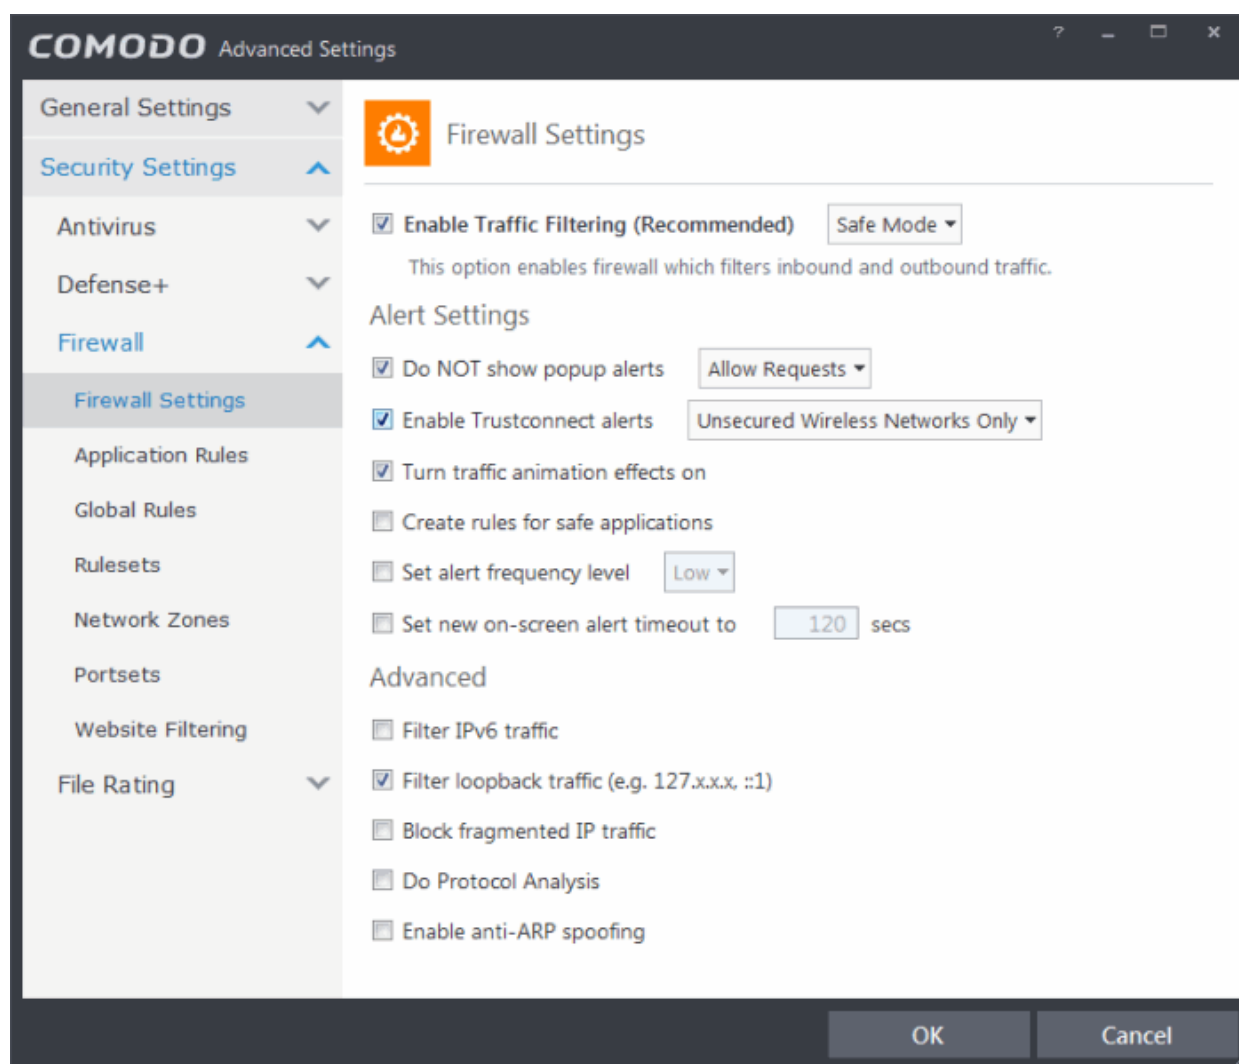 COMODO Advanced Settings
?
General Settings
Security Settings
Antivirus
Defense+
Firewall
Firewall Settings
Application Rules
Global Rules
Rulesets
Network Zones
Portsets
Website Filtering
File Rating
Firewall Settings
Enable Traffic Filtering (Recommended) Safe Mode
This option enables firewall which filters inbound and outbound traffic.
Alert Settings
Do NOT show popup alerts Allow Requests
Enable Trustconnect alerts Unsecured Wireless Networks Only
Turn traffic animation effects on
Create rules for safe applications
Set alert frequency level Low
Set new on-screen alert timeout to 120 secs
Advanced
Filter IPv6 traffic
Filter loopback traffic (e.g. 127.x.x.x, ::1)
Block fragmented IP traffic
Do Protocol Analysis
Enable anti-ARP spoofing
OK Cancel